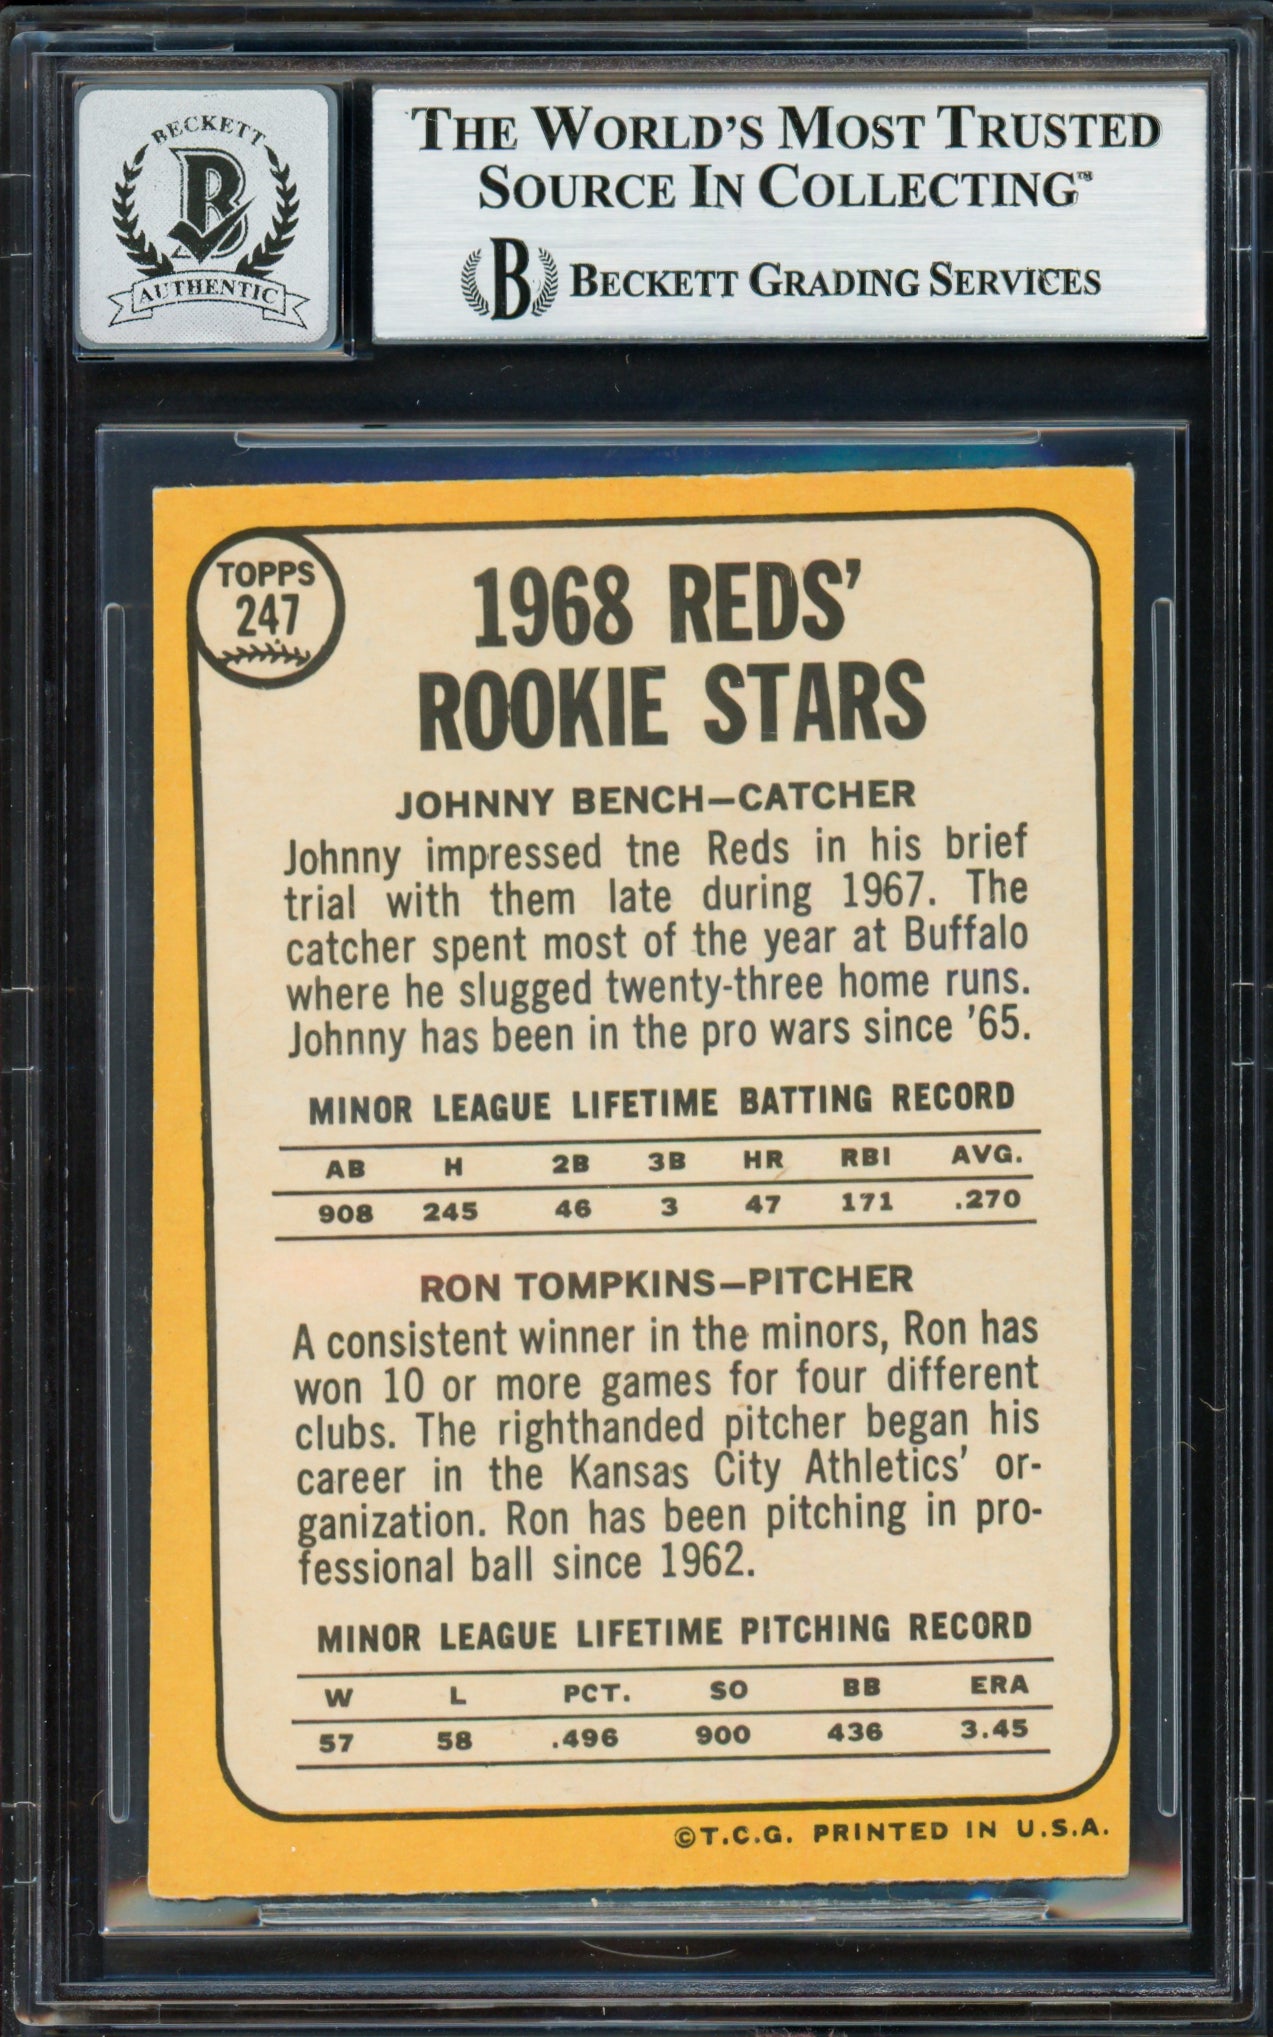 BECKETT
B
AUTHENTIC
THE WORLD'S MOST TRUSTED
SOURCE IN COLLECTING™
B BECKETT GRADING SERVICES
TOPPS
247
1968 REDS'
ROOKIE STARS
JOHNNY BENCH—CATCHER
Johnny impressed tne Reds in his brief
trial with them late during 1967. The
catcher spent most of the year at Buffalo
where he slugged twenty-three home runs.
Johnny has been in the pro wars since '65.
MINOR LEAGUE LIFETIME BATTING RECORD
AB H 2B 3B HR RBI AVG.
908 245 46 3 47 171 .270
RON TOMPKINS—PITCHER
A consistent winner in the minors, Ron has
won 10 or more games for four different
clubs. The righthanded pitcher began his
career in the Kansas City Athletics' or-
ganization. Ron has been pitching in pro-
fessional ball since 1962.
MINOR LEAGUE LIFETIME PITCHING RECORD
W L PCT. SO BB ERA
57 58 .496 900 436 3.45
©T.C.G. PRINTED IN U.S.A.